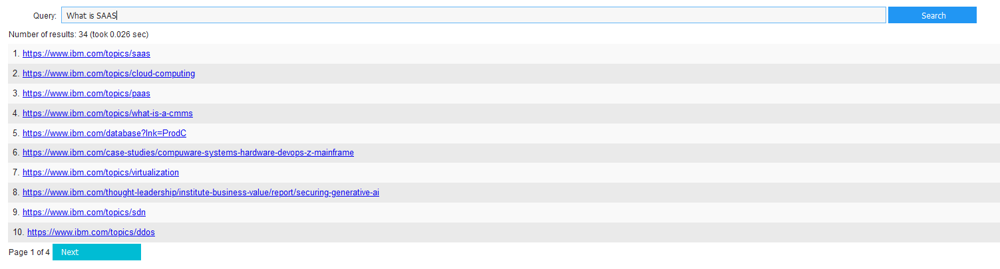 Query: What is SAAS Search
Number of results: 34 (took 0.026 sec)
1. https://www.ibm.com/topics/saas
2. https://www.ibm.com/topics/cloud-computing
3. https://www.ibm.com/topics/paas
4. https://www.ibm.com/topics/what-is-a-cmms
5. https://www.ibm.com/database?lnk=ProdC
6. https://www.ibm.com/case-studies/compuware-systems-hardware-devops-z-mainframe
7. https://www.ibm.com/topics/virtualization
8. https://www.ibm.com/thought-leadership/institute-business-value/report/securing-generative-ai
9. https://www.ibm.com/topics/sdn
10. https://www.ibm.com/topics/ddos
Page 1 of 4 Next